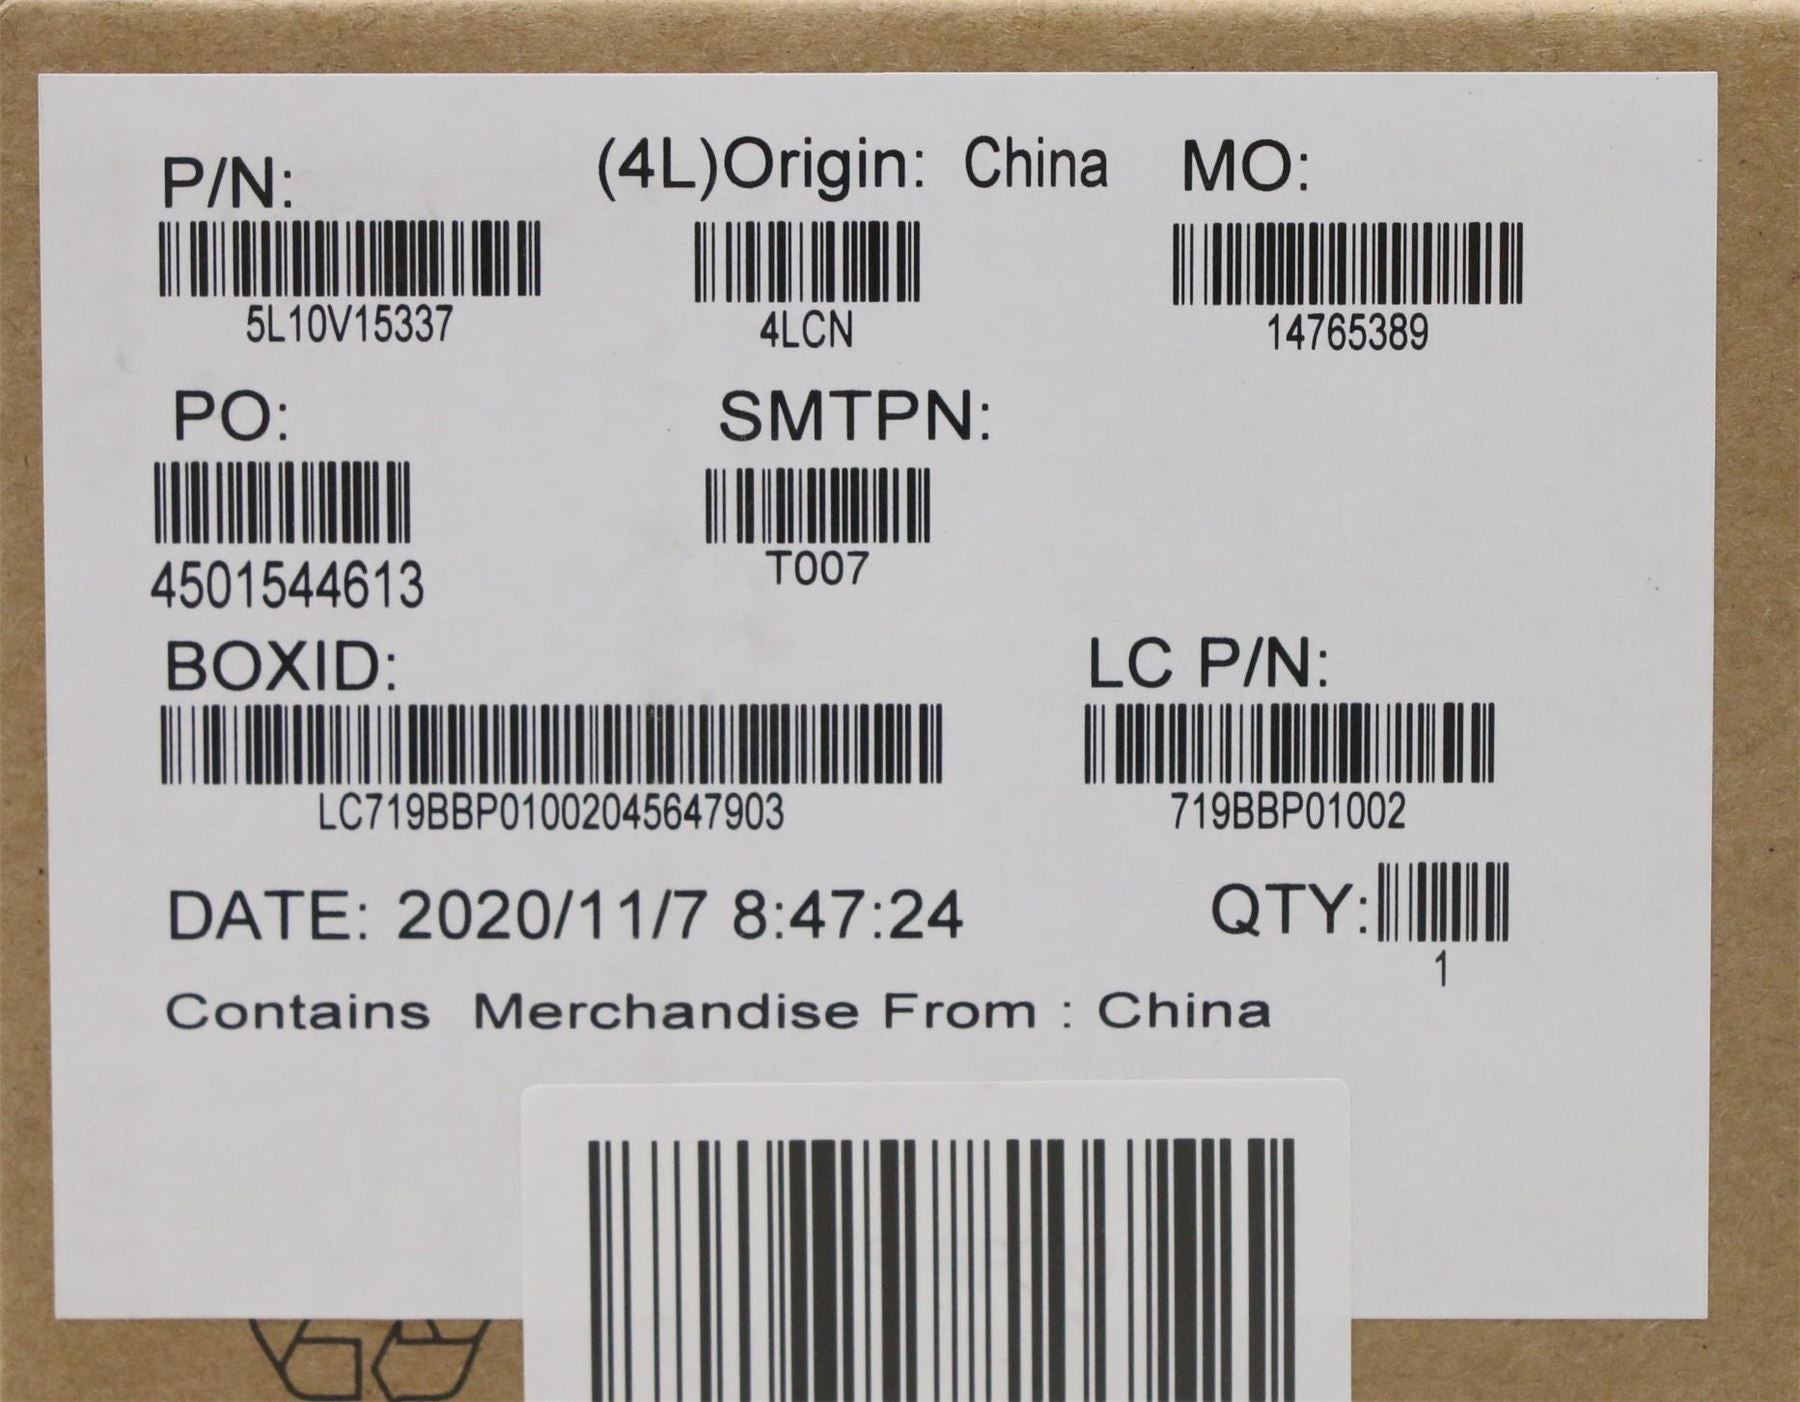 P/N: (4L)Origin: China MO:
5L10V15337 4LCN 14765389
PO: SMTPN:
4501544613 T007
BOXID: LC P/N:
LC719BBP01002045647903 719BBP01002
DATE: 2020/11/7 8:47:24 QTY:
1
Contains Merchandise From : China